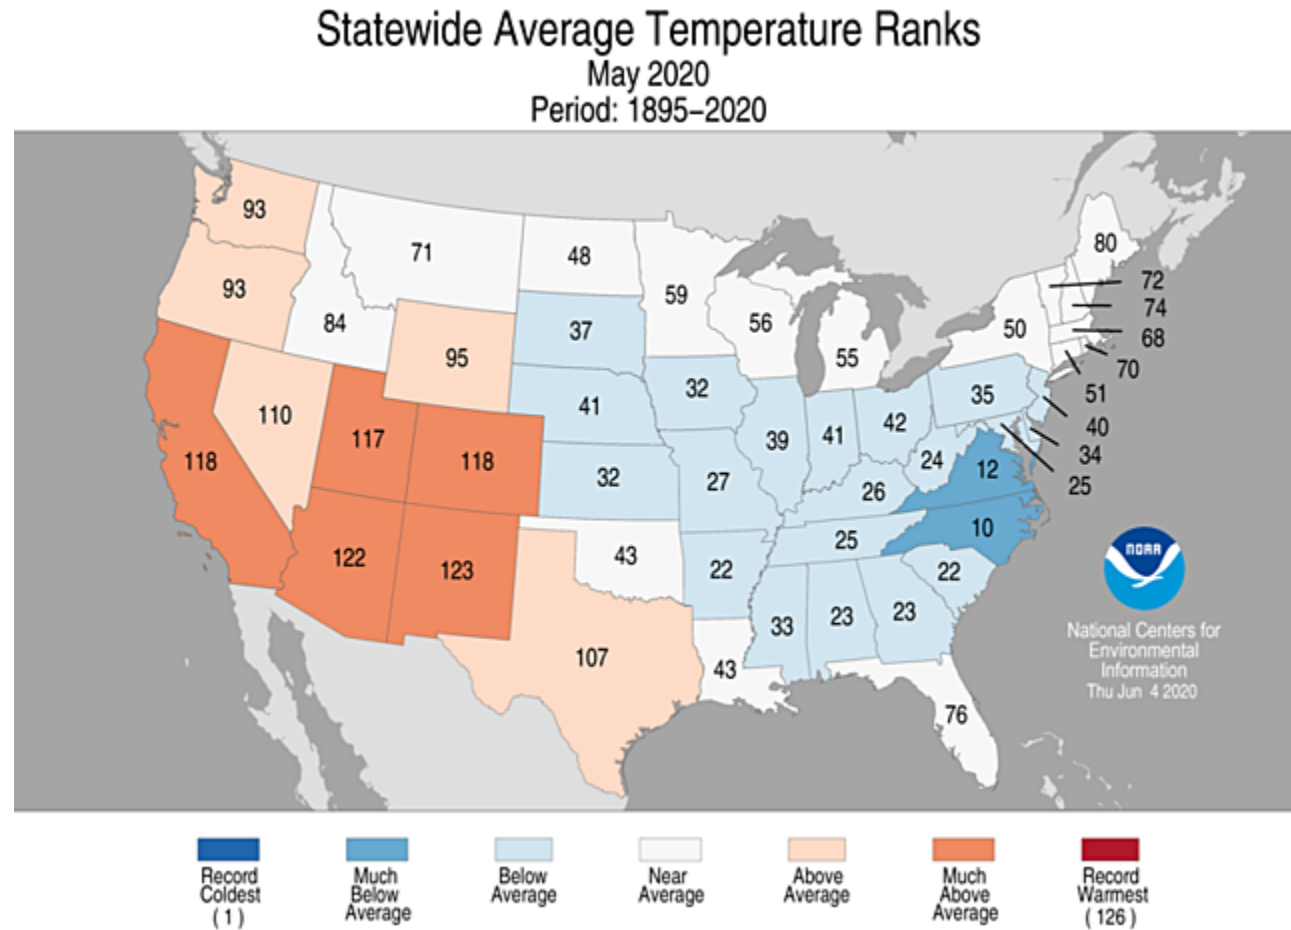 Statewide Average Temperature Ranks
May 2020
Period: 1895–2020
93
71
48
59
80
93
84
72
74
68
70
51
40
34
25
95
37
56
55
50
110
117
118
41
32
35
118
32
39
41
42
24
12
27
26
10
122
123
43
22
25
22
107
43
33
23
23
76
NOAA
National Centers for
Environmental
Information
Thu Jun 4 2020
Record
Coldest
( 1 )
Much
Below
Average
Below
Average
Near
Average
Above
Average
Much
Above
Average
Record
Warmest
( 126 )